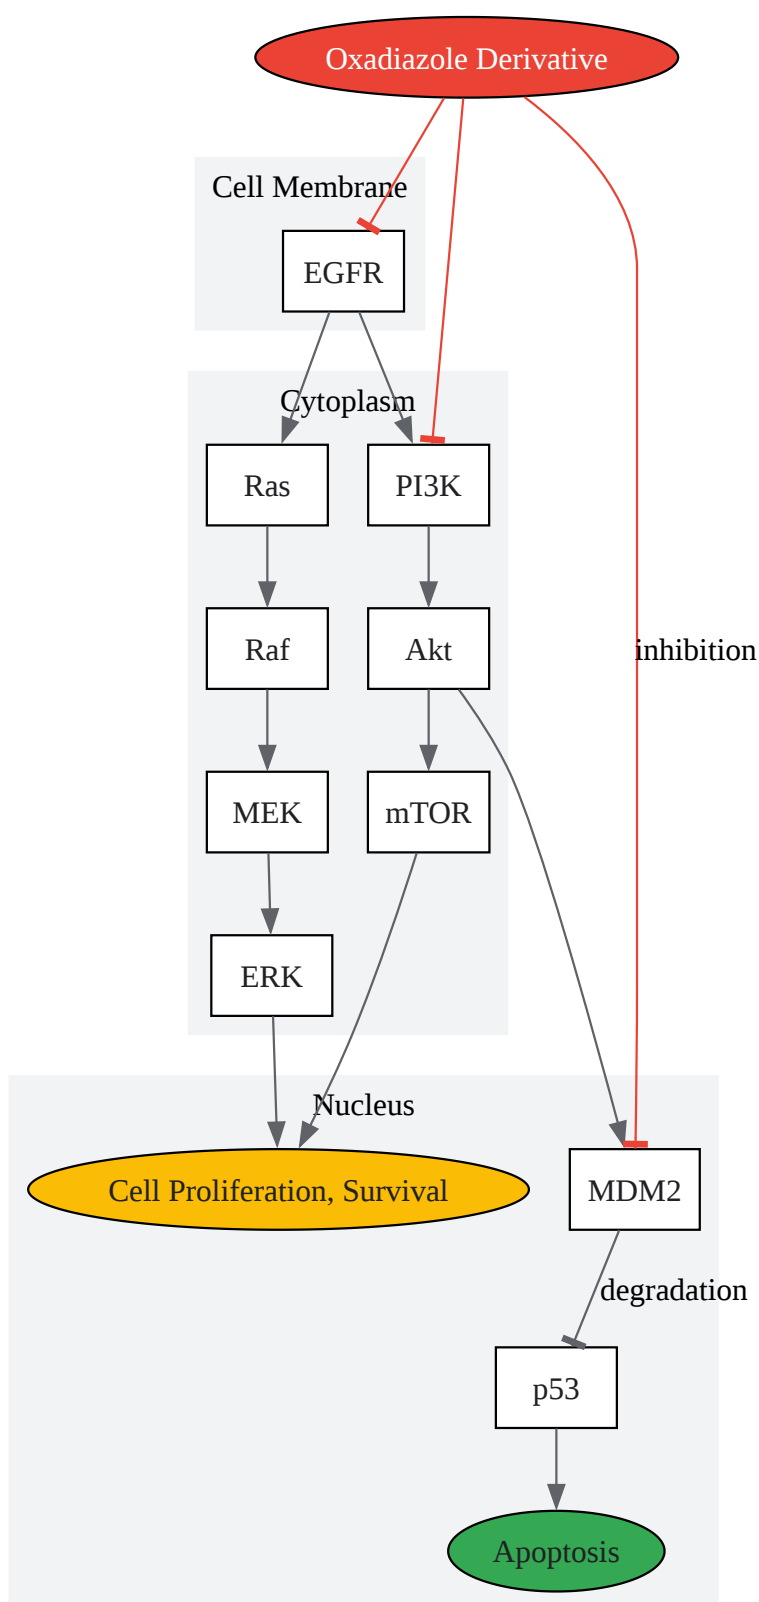 Oxadiazole Derivative
Cell Membrane
EGFR
Cytoplasm
Ras
PI3K
Raf
Akt
inhibition
MEK
mTOR
ERK
Nucleus
Cell Proliferation, Survival
MDM2
degradation
p53
Apoptosis